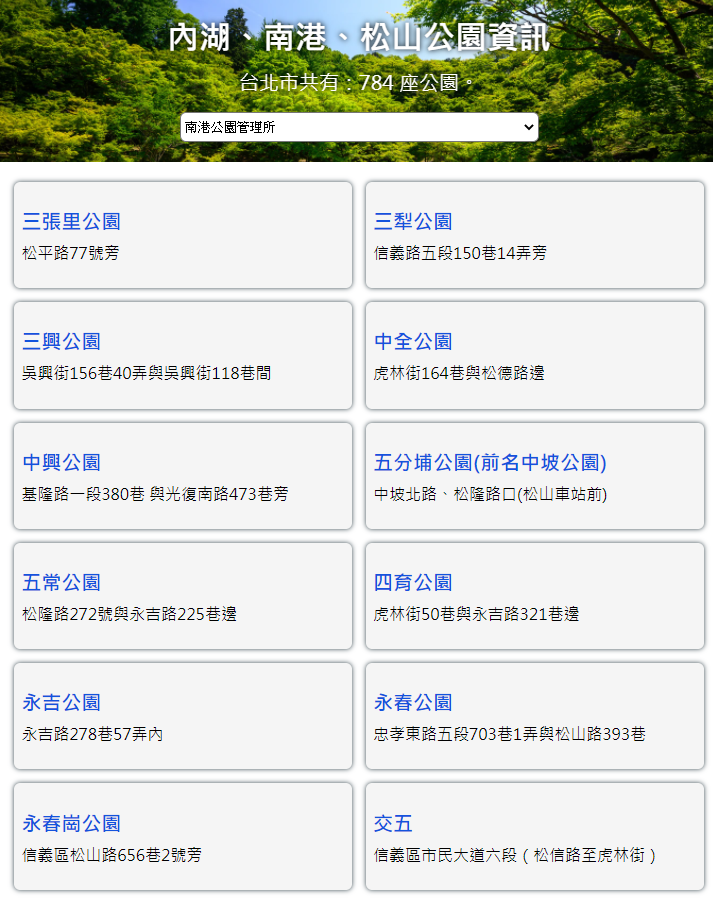 內湖、南港、松山公園資訊
台北市共有：784 座公園。
南港公園管理所
三張里公園
松平路77號旁
三犁公園
信義路五段150巷14弄旁
三興公園
吳興街156巷40弄與吳興街118巷間
中全公園
虎林街164巷與松德路邊
中興公園
基隆路一段380巷 與光復南路473巷旁
五分埔公園(前名中坡公園)
中坡北路、松隆路口(松山車站前)
五常公園
松隆路272號與永吉路225巷邊
四育公園
虎林街50巷與永吉路321巷邊
永吉公園
永吉路278巷57弄內
永春公園
忠孝東路五段703巷1弄與松山路393巷
永春崗公園
信義區松山路656巷2號旁
交五
信義區市民大道六段（松信路至虎林街）